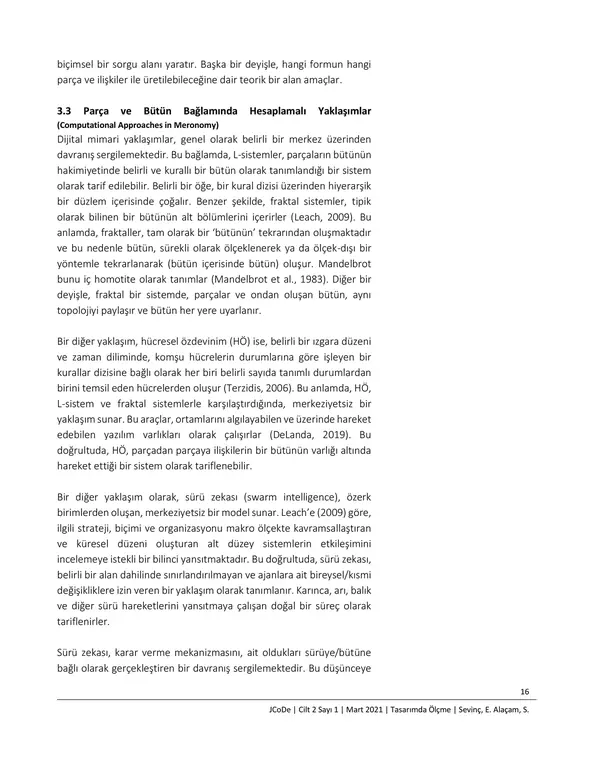 biçimsel bir sorgu alanı yaratır. Başka bir deyişle, hangi formun hangi
parça ve ilişkiler ile üretilebileceğine dair teorik bir alan amaçlar.
3.3 Parça ve Bütün Bağlamında Hesaplamalı Yaklaşımlar
(Computational Approaches in Meronomy)
Dijital mimari yaklaşımlar, genel olarak belirli bir merkez üzerinden
davranış sergilemektedir. Bu bağlamda, L-sistemler, parçaların bütünün
hakimiyetinde belirli ve kurallı bir bütün olarak tanımlandığı bir sistem
olarak tarif edilebilir. Belirli bir öğe, bir kural dizisi üzerinden hiyerarşik
bir düzlem içerisinde çoğalır. Benzer şekilde, fraktal sistemler, tipik
olarak bilinen bir bütünün alt bölümlerini içerirler (Leach, 2009). Bu
anlamda, fraktaller, tam olarak bir ‘bütünün’ tekrarından oluşmaktadır
ve bu nedenle bütün, sürekli olarak ölçeklenerek ya da ölçek-dışı bir
yöntemle tekrarlanarak (bütün içerisinde bütün) oluşur. Mandelbrot
bunu iç homotite olarak tanımlar (Mandelbrot et al., 1983). Diğer bir
deyişle, fraktal bir sistemde, parçalar ve ondan oluşan bütün, aynı
topolojiyi paylaşır ve bütün her yere uyarlanır.
Bir diğer yaklaşım, hücresel özdevinim (HÖ) ise, belirli bir ızgara düzeni
ve zaman diliminde, komşu hücrelerin durumlarına göre işleyen bir
kurallar dizisine bağlı olarak her biri belirli sayıda tanımlı durumlardan
birini temsil eden hücrelerden oluşur (Terzidis, 2006). Bu anlamda, HÖ,
L-sistem ve fraktal sistemlerle karşılaştırdığında, merkeziyetsiz bir
yaklaşım sunar. Bu araçlar, ortamlarını algılayabilen ve üzerinde hareket
edebilen yazılım varlıkları olarak çalışırlar (DeLanda, 2019). Bu
doğrultuda, HÖ, parçadan parçaya ilişkilerin bir bütünün varlığı altında
hareket ettiği bir sistem olarak tariflenebilir.
Bir diğer yaklaşım olarak, sürü zekası (swarm intelligence), özerk
birimlerden oluşan, merkeziyetsiz bir model sunar. Leach’e (2009) göre,
ilgili strateji, biçimi ve organizasyonu makro ölçekte kavramsallaştıran
ve küresel düzeni oluşturan alt düzey sistemlerin etkileşimini
incelemeye istekli bir bilinci yansıtmaktadır. Bu doğrultuda, sürü zekası,
belirli bir alan dahilinde sınırlandırılmayan ve ajanlara ait bireysel/kısmi
değişikliklere izin veren bir yaklaşım olarak tanımlanır. Karınca, arı, balık
ve diğer sürü hareketlerini yansıtmaya çalışan doğal bir süreç olarak
tariflenirler.
Sürü zekası, karar verme mekanizmasını, ait oldukları sürüye/bütüne
bağlı olarak gerçekleştiren bir davranış sergilemektedir. Bu düşünceye
16
JCoDe | Cilt 2 Sayı 1 | Mart 2021 | Tasarımda Ölçme | Sevinç, E. Alaçam, S.